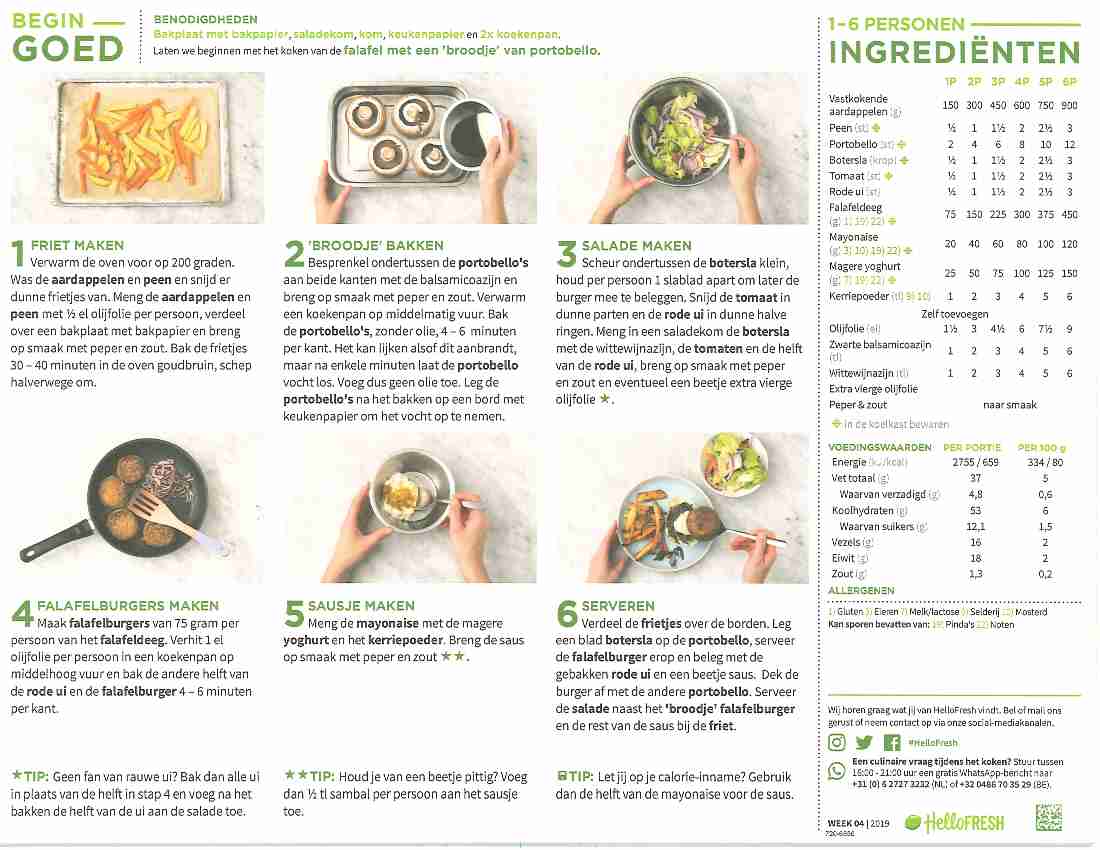 BEGIN
GOED
BENODIGDHEDEN
Bakplaat met bakpapier, saladekom, kom, keukenpapier en 2x koekenpan.
Laten we beginnen met het koken van de falafel met een 'broodje' van portobello.
1 FRIET MAKEN
Verwarm de oven voor op 200 graden.
Was de aardappelen en peen en snijd er
dunne frietjes van. Meng de aardappelen en
peen met ½ el olijfolie per persoon, verdeel
over een bakplaat met bakpapier en breng
op smaak met peper en zout. Bak de frietjes
30 – 40 minuten in de oven goudbruin, schep
halverwege om.
2 'BROODJE' BAKKEN
Besprenkel ondertussen de portobello's
aan beide kanten met de balsamicoazijn en
breng op smaak met peper en zout. Verwarm
een koekenpan op middelmatig vuur. Bak
de portobello's, zonder olie, 4 – 6 minuten
per kant. Het kan lijken alsof dit aanbrandt,
maar na enkele minuten laat de portobello
vocht los. Voeg dus geen olie toe. Leg de
portobello's na het bakken op een bord met
keukenpapier om het vocht op te nemen.
3 SALADE MAKEN
Scheur ondertussen de botersla klein,
houd per persoon 1 slablad apart om later de
burger mee te beleggen. Snijd de tomaat in
dunne parten en de rode ui in dunne halve
ringen. Meng in een saladekom de botersla
met de wittewijnazijn, de tomaten en de helft
van de rode ui, breng op smaak met peper
en zout en eventueel een beetje extra vierge
olijfolie ★.
4 FALAFELBURGERS MAKEN
Maak falafelburgers van 75 gram per
persoon van het falafeldeeg. Verhit 1 el
olijfolie per persoon in een koekenpan op
middelhoog vuur en bak de andere helft van
de rode ui en de falafelburger 4 – 6 minuten
per kant.
5 SAUSJE MAKEN
Meng de mayonaise met de magere
yoghurt en het kerriepoeder. Breng de saus
op smaak met peper en zout ★★.
6 SERVEREN
Verdeel de frietjes over de borden. Leg
een blad botersla op de portobello, serveer
de falafelburger erop en beleg met de
gebakken rode ui en een beetje saus. Dek de
burger af met de andere portobello. Serveer
de salade naast het 'broodje' falafelburger
en de rest van de saus bij de friet.
★TIP: Geen fan van rauwe ui? Bak dan alle ui
in plaats van de helft in stap 4 en voeg na het
bakken de helft van de ui aan de salade toe.
★★TIP: Houd je van een beetje pittig? Voeg
dan ½ tl sambal per persoon aan het sausje
toe.
TIP: Let jij op je calorie-inname? Gebruik
dan de helft van de mayonaise voor de saus.
1–6 PERSONEN
INGREDIËNTEN
1P 2P 3P 4P 5P 6P
Vastkokende
aardappelen (g) 150 300 450 600 750 900
Peen (st) ½ 1 1½ 2 2½ 3
Portobello (st) 2 4 6 8 10 12
Botersla (krop) ½ 1 1½ 2 2½ 3
Tomaat (st) ½ 1 1½ 2 2½ 3
Rode ui (st) ½ 1 1½ 2 2½ 3
Falafeldeeg
(g) 1) 19) 22) 75 150 225 300 375 450
Mayonaise
(g) 3) 10) 19) 22) 20 40 60 80 100 120
Magere yoghurt
(g) 7) 19) 22) 25 50 75 100 125 150
Kerriepoeder (tl) 9) 10) 1 2 3 4 5 6
Zelf toevoegen
Olijfolie (el) 1½ 3 4½ 6 7½ 9
Zwarte balsamicoazijn
(tl) 1 2 3 4 5 6
Wittewijnazijn (tl) 1 2 3 4 5 6
Extra vierge olijfolie
Peper & zout naar smaak
in de koelkast bewaren
VOEDINGSWAARDEN PER PORTIE PER 100 g
Energie (kJ/kcal) 2755 / 659 334 / 80
Vet totaal (g) 37 5
Waarvan verzadigd (g) 4,8 0,6
Koolhydraten (g) 53 6
Waarvan suikers (g) 12,1 1,5
Vezels (g) 16 2
Eiwit (g) 18 2
Zout (g) 1,3 0,2
ALLERGENEN
1) Gluten 3) Eieren 7) Melk/lactose 9) Selderij 10) Mosterd
Kan sporen bevatten van: 19) Pinda's 22) Noten
Wij horen graag wat jij van HelloFresh vindt. Bel of mail ons
gerust of neem contact op via onze social-mediakanalen.
#HelloFresh
Een culinaire vraag tijdens het koken? Stuur tussen
16:00 - 21:00 uur een gratis WhatsApp-bericht naar
+31 (0) 6 2727 3232 (NL) of +32 0486 70 35 29 (BE).
WEEK 04 | 2019
HelloFRESH